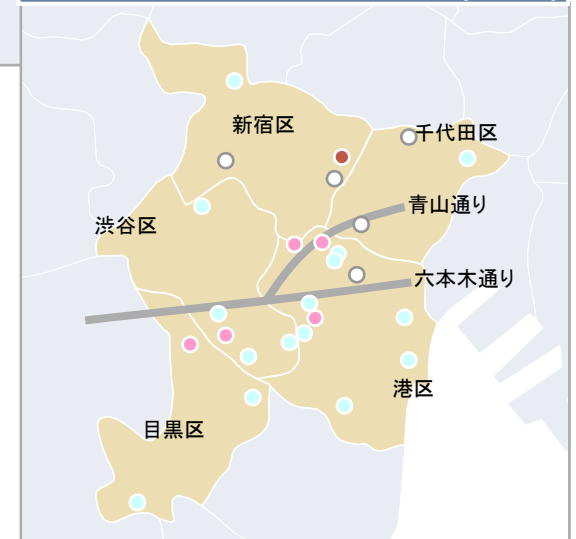 新宿区
千代田区
青山通り
渋谷区
六本木通り
港区
目黒区